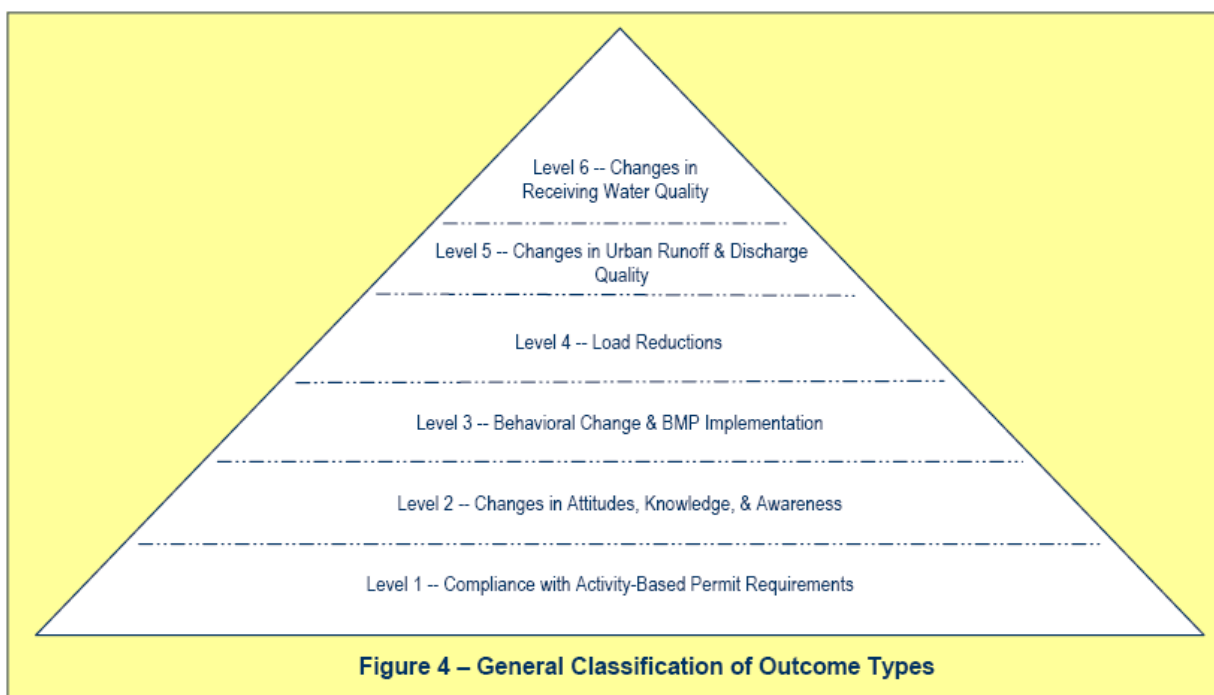 Level 6 -- Changes in
Receiving Water Quality
Level 5 -- Changes in Urban Runoff & Discharge
Quality
Level 4 -- Load Reductions
Level 3 -- Behavioral Change & BMP Implementation
Level 2 -- Changes in Attitudes, Knowledge, & Awareness
Level 1 -- Compliance with Activity-Based Permit Requirements
Figure 4 – General Classification of Outcome Types